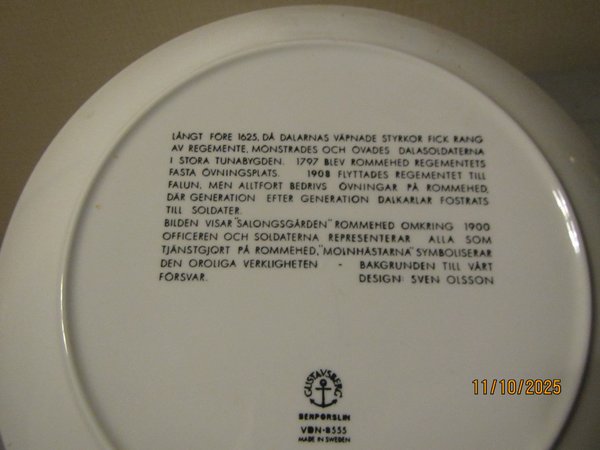 LÅNGT FÖRE 1625, DÅ DALARNAS VÄPNADE STYRKOR FICK RANG
AV REGEMENTE, MÖNSTRADES OCH ÖVADES DALASOLDATERNA
I STORA TUNABYGDEN. 1797 BLEV ROMMEHED REGEMENTETS
FASTA ÖVNINGSPLATS. 1908 FLYTTADES REGEMENTET TILL
FALUN, MEN ALLTFORT BEDRIVS ÖVNINGAR PÅ ROMMEHED,
DÄR GENERATION EFTER GENERATION DALKARLAR FOSTRATS
TILL SOLDATER.
BILDEN VISAR "SALONGSGÅRDEN" ROMMEHED OMKRING 1900
OFFICEREN OCH SOLDATERNA REPRESENTERAR ALLA SOM
TJÄNSTGJORT PÅ ROMMEHED, "MOLNHÄSTARNA" SYMBOLISERAR
DEN OROLIGA VERKLIGHETEN - BAKGRUNDEN TILL VÅRT
FÖRSVAR. DESIGN: SVEN OLSSON
GUSTAVSBERG
BENPORSLIN
VDN-8555
MADE IN SWEDEN
11/10/2025